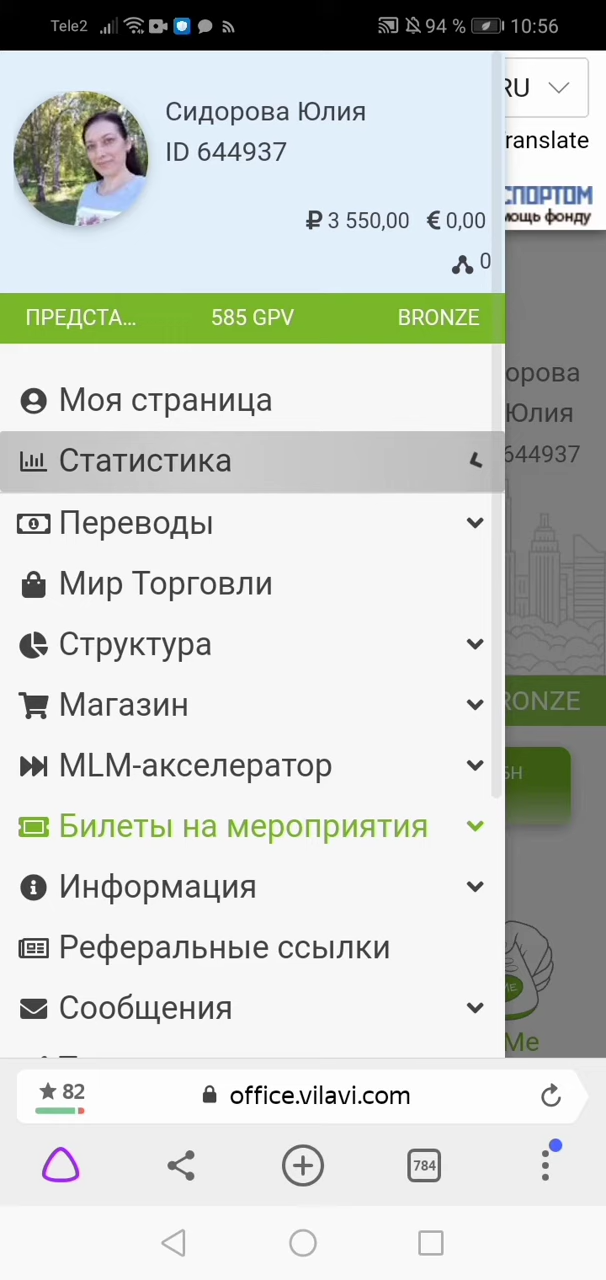 Tele2
94 %
10:56
RU
ranslate
Сидорова Юлия
ID 644937
₽ 3 550,00 € 0,00
0
СПОРТОМ
мощь фонду
ПРЕДСТА... 585 GPV BRONZE
орова
Юлия
644937
RONZE
Моя страница
Статистика
Переводы
Мир Торговли
Структура
Магазин
MLM-акселератор
Билеты на мероприятия
Информация
Реферальные ссылки
Сообщения
Me
Me
82
office.vilavi.com
784